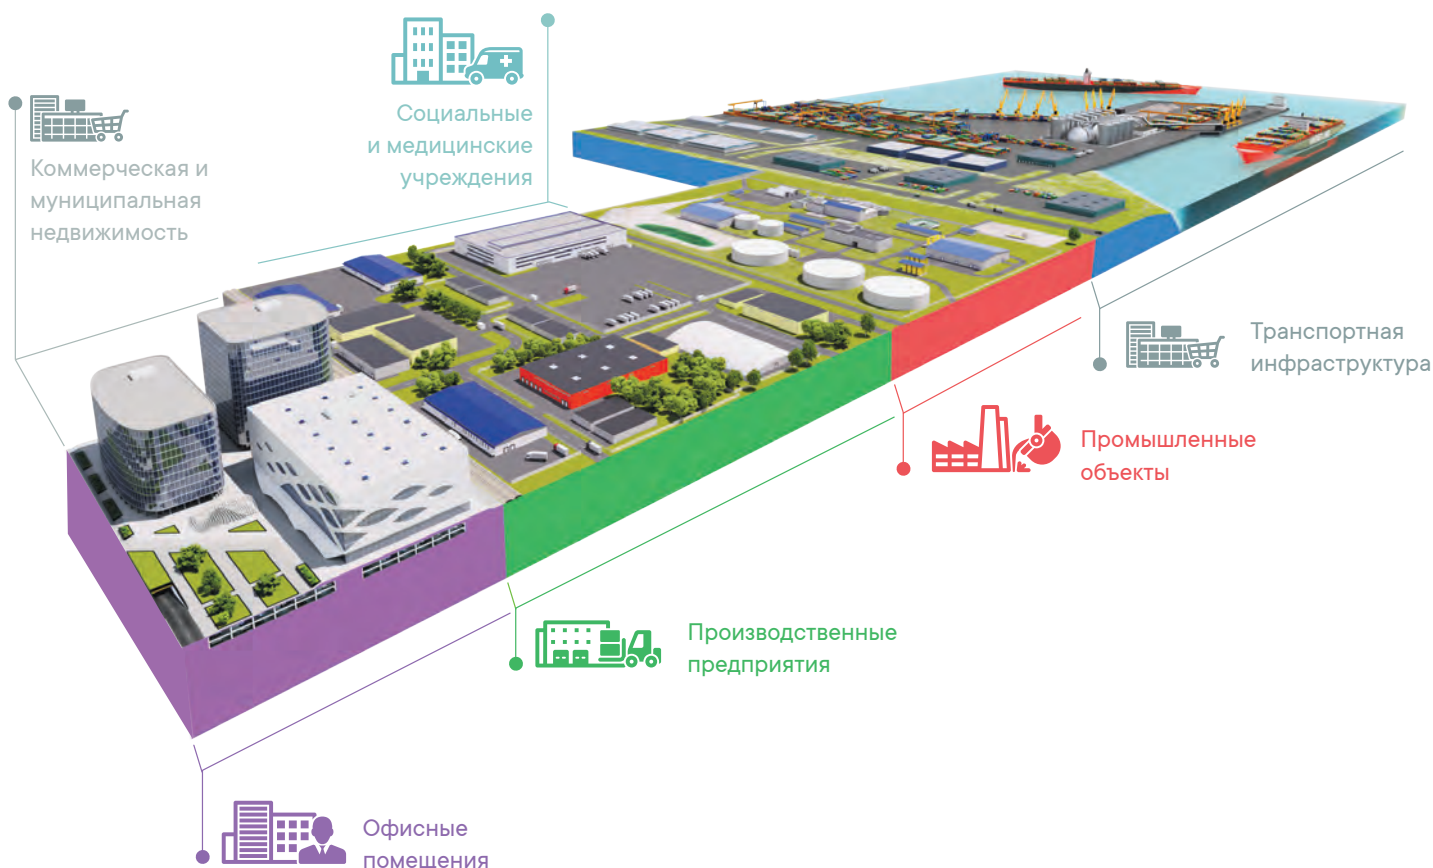 Социальные
и медицинские
учреждения
Коммерческая и
муниципальная
недвижимость
Транспортная
инфраструктура
Промышленные
объекты
Производственные
предприятия
Офисные
помещения